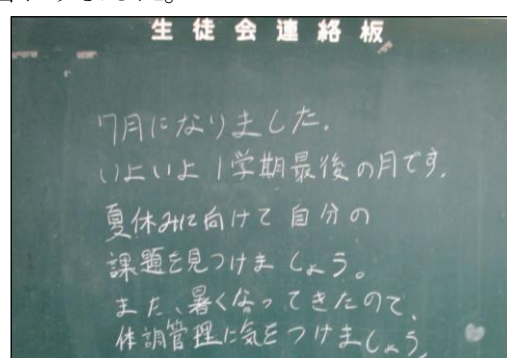 生徒会連絡板
7月になりました.
いよいよ1学期最後の月です.
夏休みに向けて自分の
課題を見つけましょう。
また、暑くなってきたので、
体調管理に気をつけましょう.